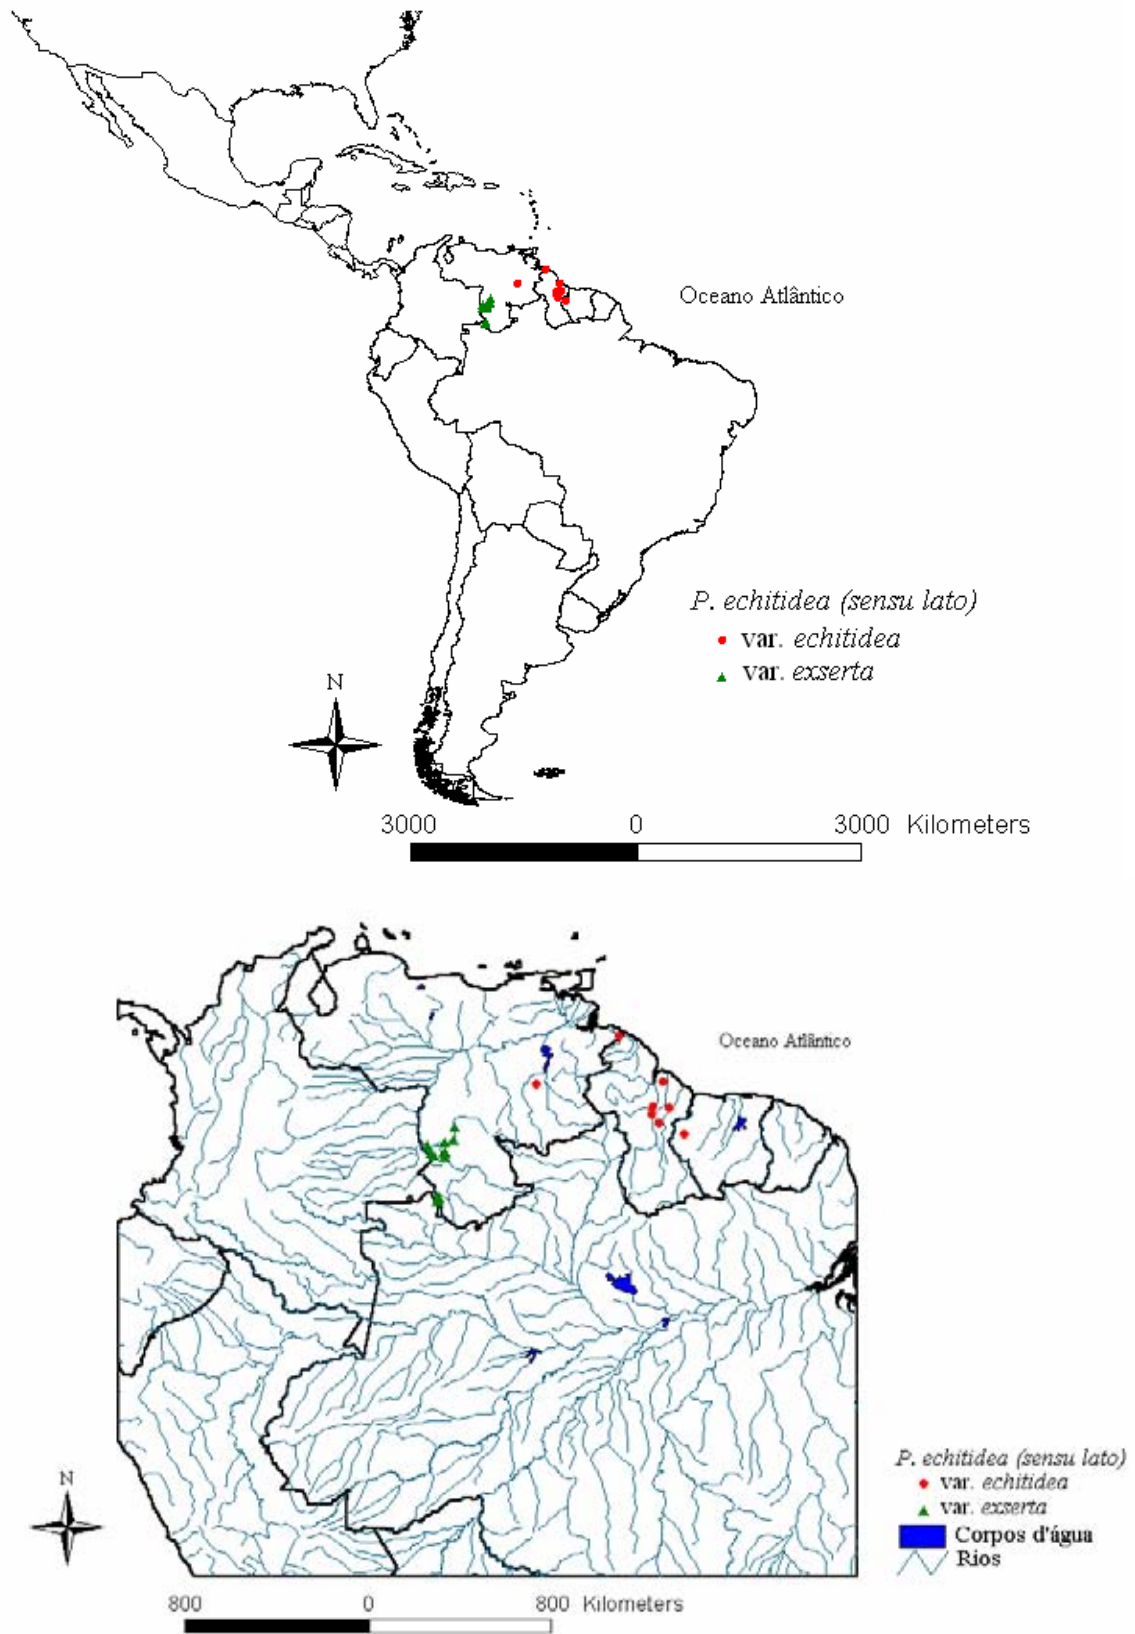 Oceano Atlântico
P. echitidea (sensu lato)
var. echitidea
var. exserta
N
3000 0 3000 Kilometers
Oceano Atlântico
P. echitidea (sensu lato)
var. echitidea
var. exserta
Corpos d'água
Rios
N
800 0 800 Kilometers